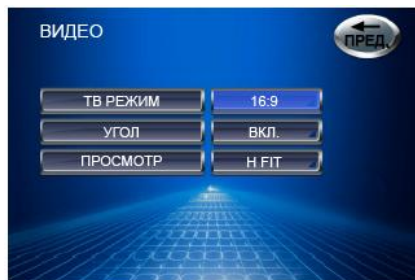 ВИДЕО
ПРЕД.
ТВ РЕЖИМ 16:9
УГОЛ ВКЛ.
ПРОСМОТР H FIT